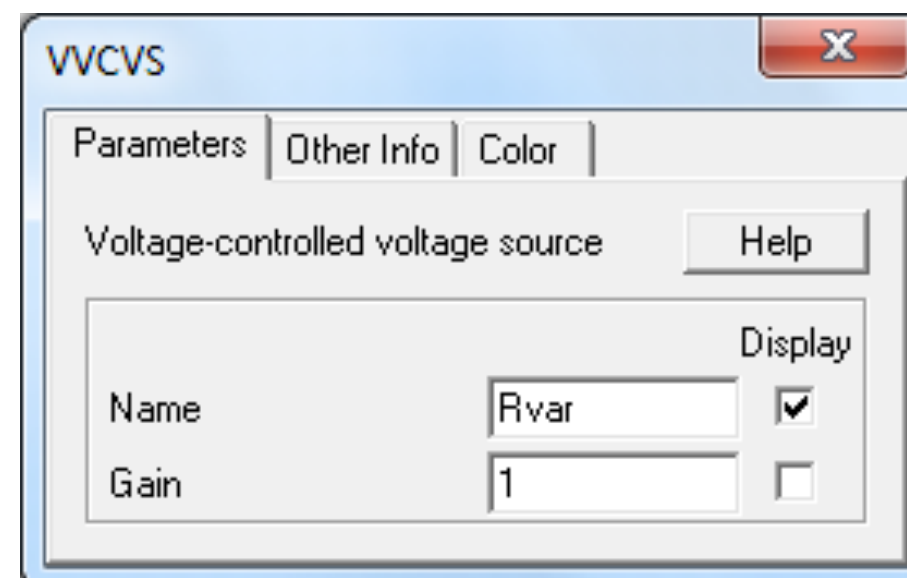 VVCVS
Parameters Other Info Color
Voltage-controlled voltage source Help
Display
Name Rvar
Gain 1